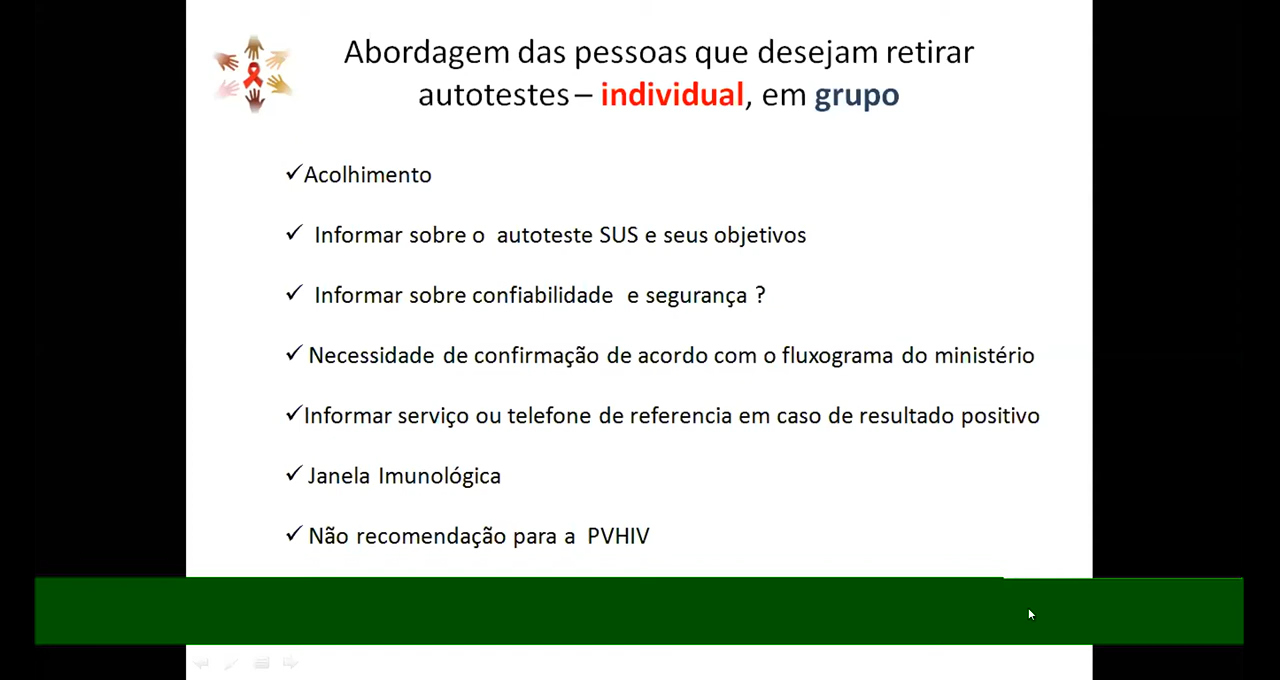 Abordagem das pessoas que desejam retirar
autotestes – individual, em grupo
✓Acolhimento
✓ Informar sobre o autoteste SUS e seus objetivos
✓ Informar sobre confiabilidade e segurança ?
✓ Necessidade de confirmação de acordo com o fluxograma do ministério
✓Informar serviço ou telefone de referencia em caso de resultado positivo
✓ Janela Imunológica
✓ Não recomendação para a PVHIV